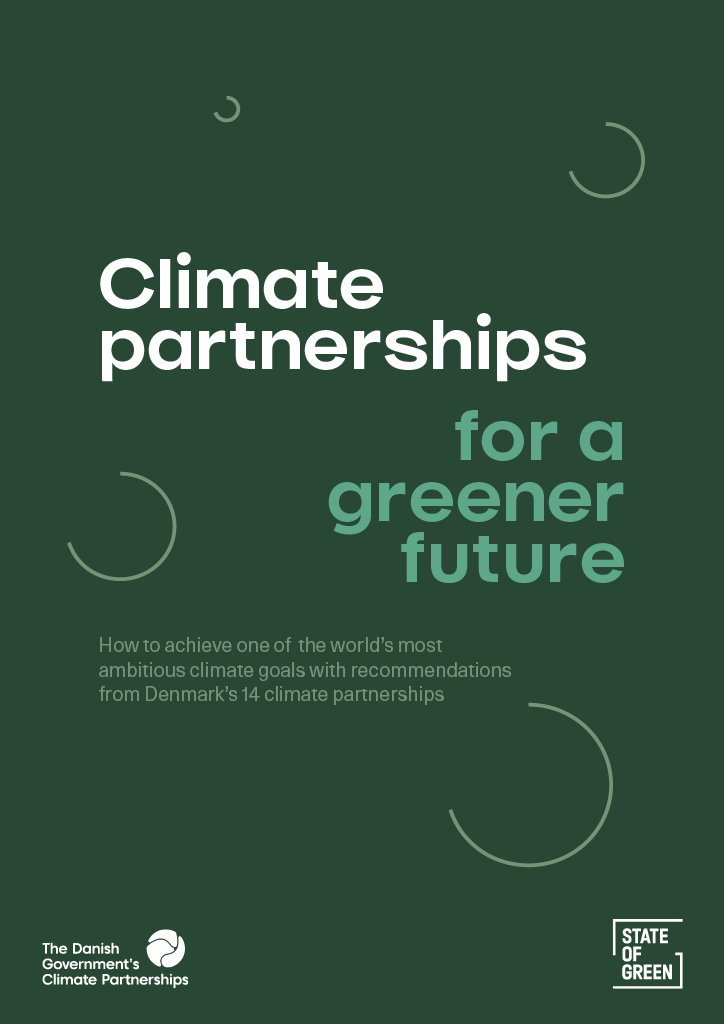 Climate
partnerships
for a
greener
future
How to achieve one of the world's most
ambitious climate goals with recommendations
from Denmark's 14 climate partnerships
The Danish
Government's
Climate Partnerships
STATE
OF
GREEN